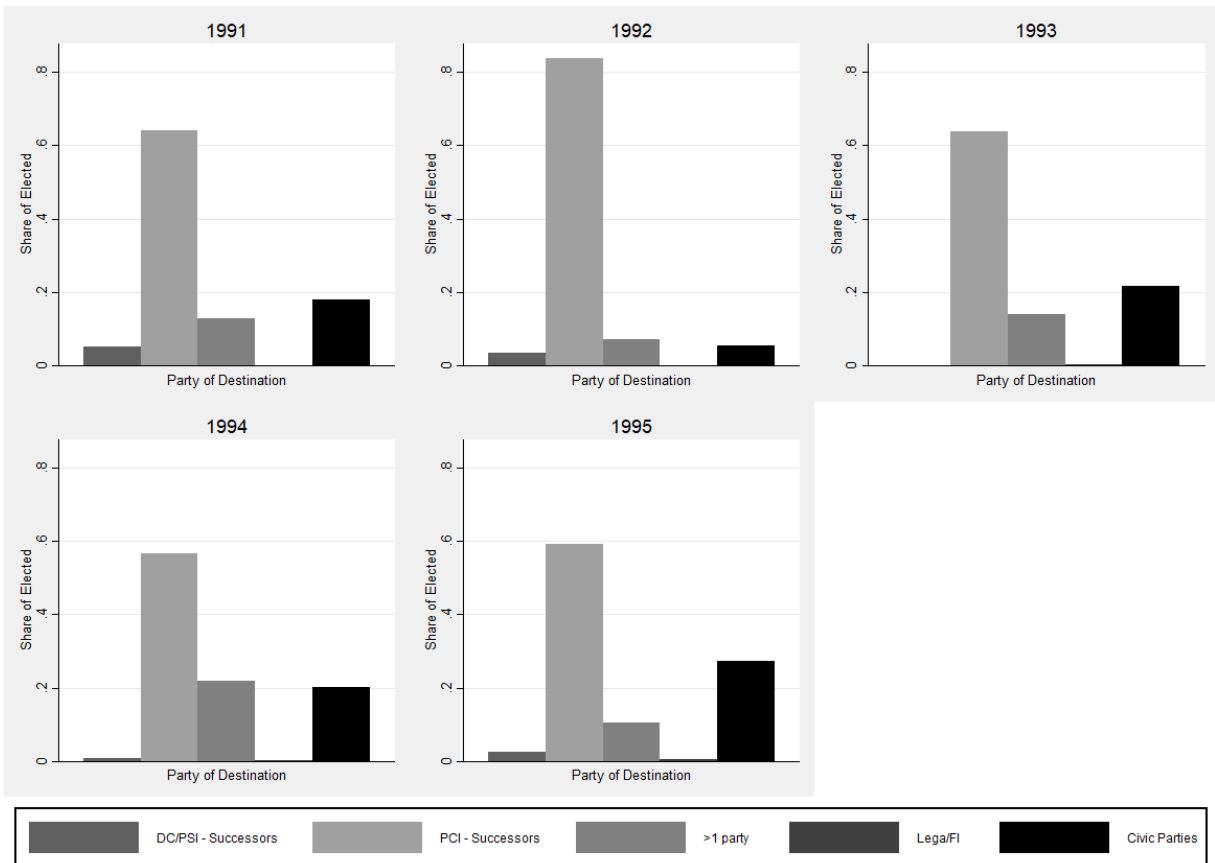 1991
1992
1993
Share of Elected
0 .2 .4 .6 .8
Party of Destination
Share of Elected
0 .2 .4 .6 .8
Party of Destination
Share of Elected
0 .2 .4 .6 .8
Party of Destination
1994
1995
Share of Elected
0 .2 .4 .6 .8
Party of Destination
Share of Elected
0 .2 .4 .6 .8
Party of Destination
DC/PSI - Successors
PCI - Successors
>1 party
Lega/FI
Civic Parties